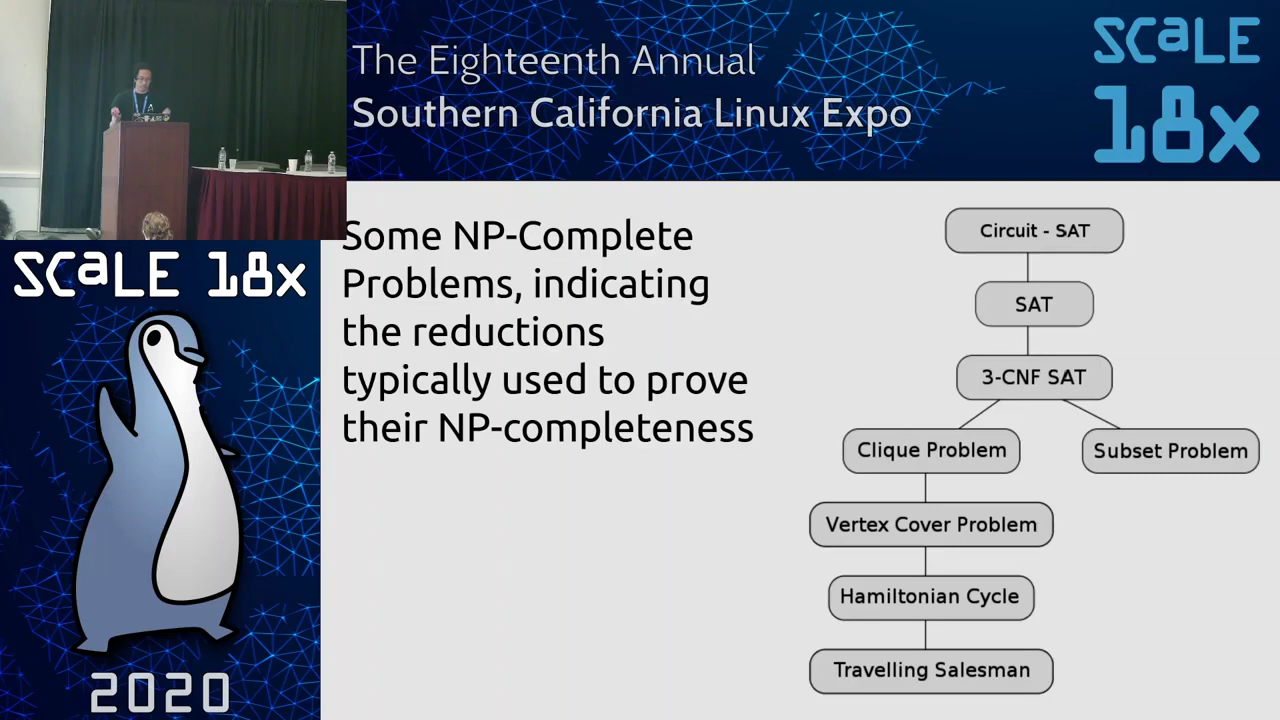 The Eighteenth Annual
Southern California Linux Expo
SCaLE
18x
SCaLE 18x
2020
Some NP-Complete
Problems, indicating
the reductions
typically used to prove
their NP-completeness
Circuit - SAT
SAT
3-CNF SAT
Clique Problem
Subset Problem
Vertex Cover Problem
Hamiltonian Cycle
Travelling Salesman